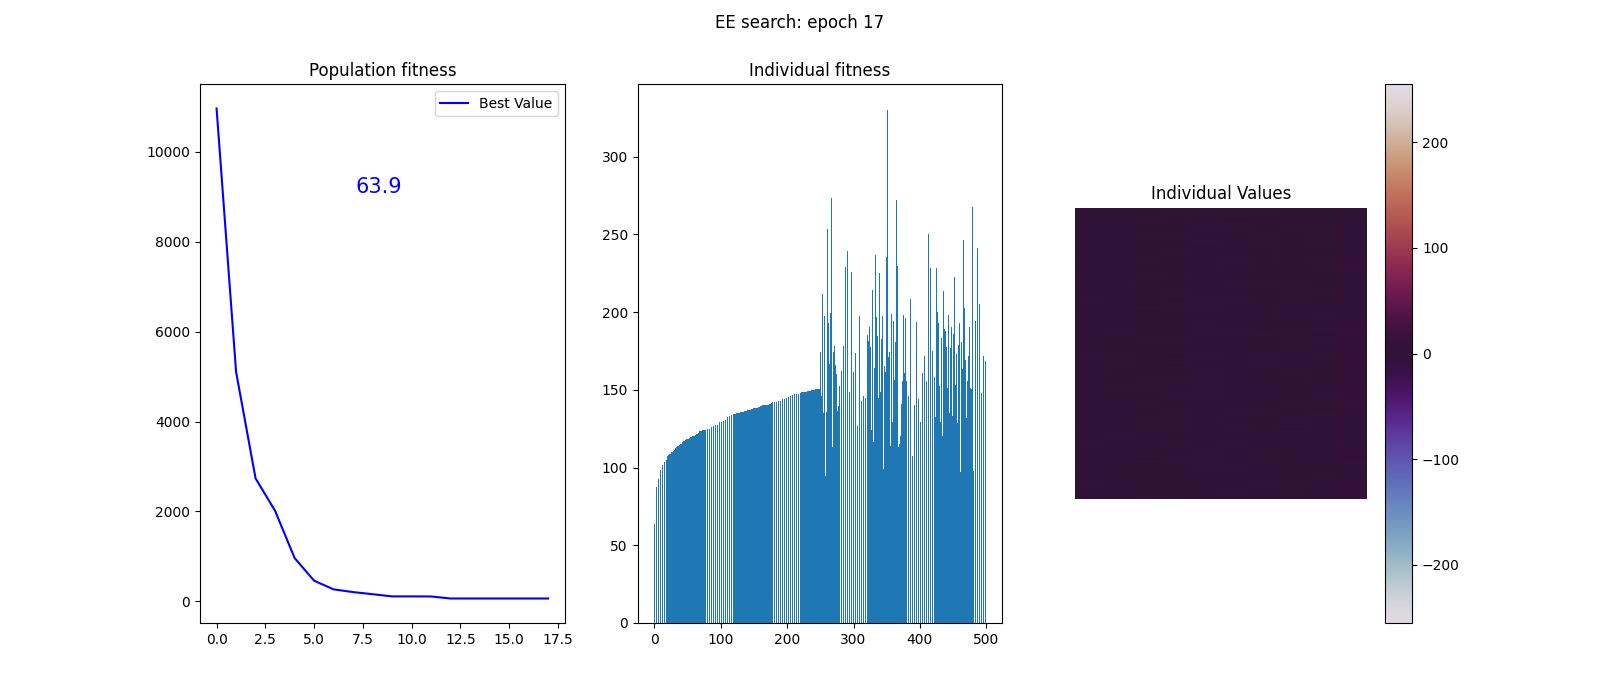 EE search: epoch 17
Population fitness
Best Value
63.9
10000
8000
6000
4000
2000
0
0.0 2.5 5.0 7.5 10.0 12.5 15.0 17.5
Individual fitness
300
250
200
150
100
50
0
0 100 200 300 400 500
Individual Values
200
100
0
−100
−200